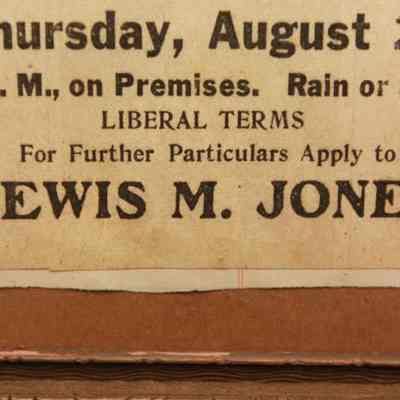 hursday, August
. M., on Premises. Rain or
LIBERAL TERMS
For Further Particulars Apply to
EWIS M. JONE